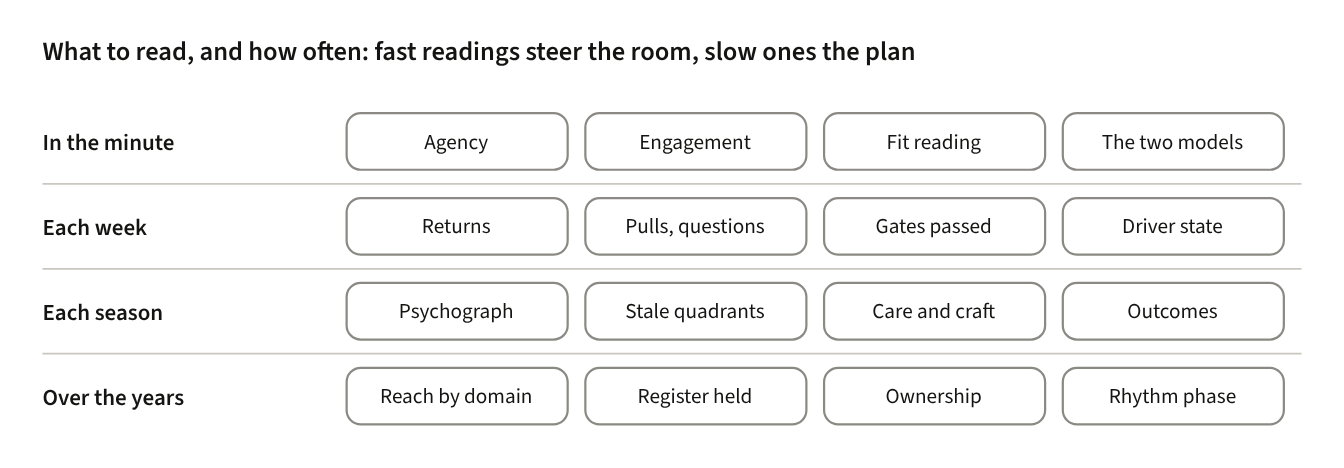 What to read, and how often: fast readings steer the room, slow ones the plan
In the minute
Agency
Engagement
Fit reading
The two models
Each week
Returns
Pulls, questions
Gates passed
Driver state
Each season
Psychograph
Stale quadrants
Care and craft
Outcomes
Over the years
Reach by domain
Register held
Ownership
Rhythm phase